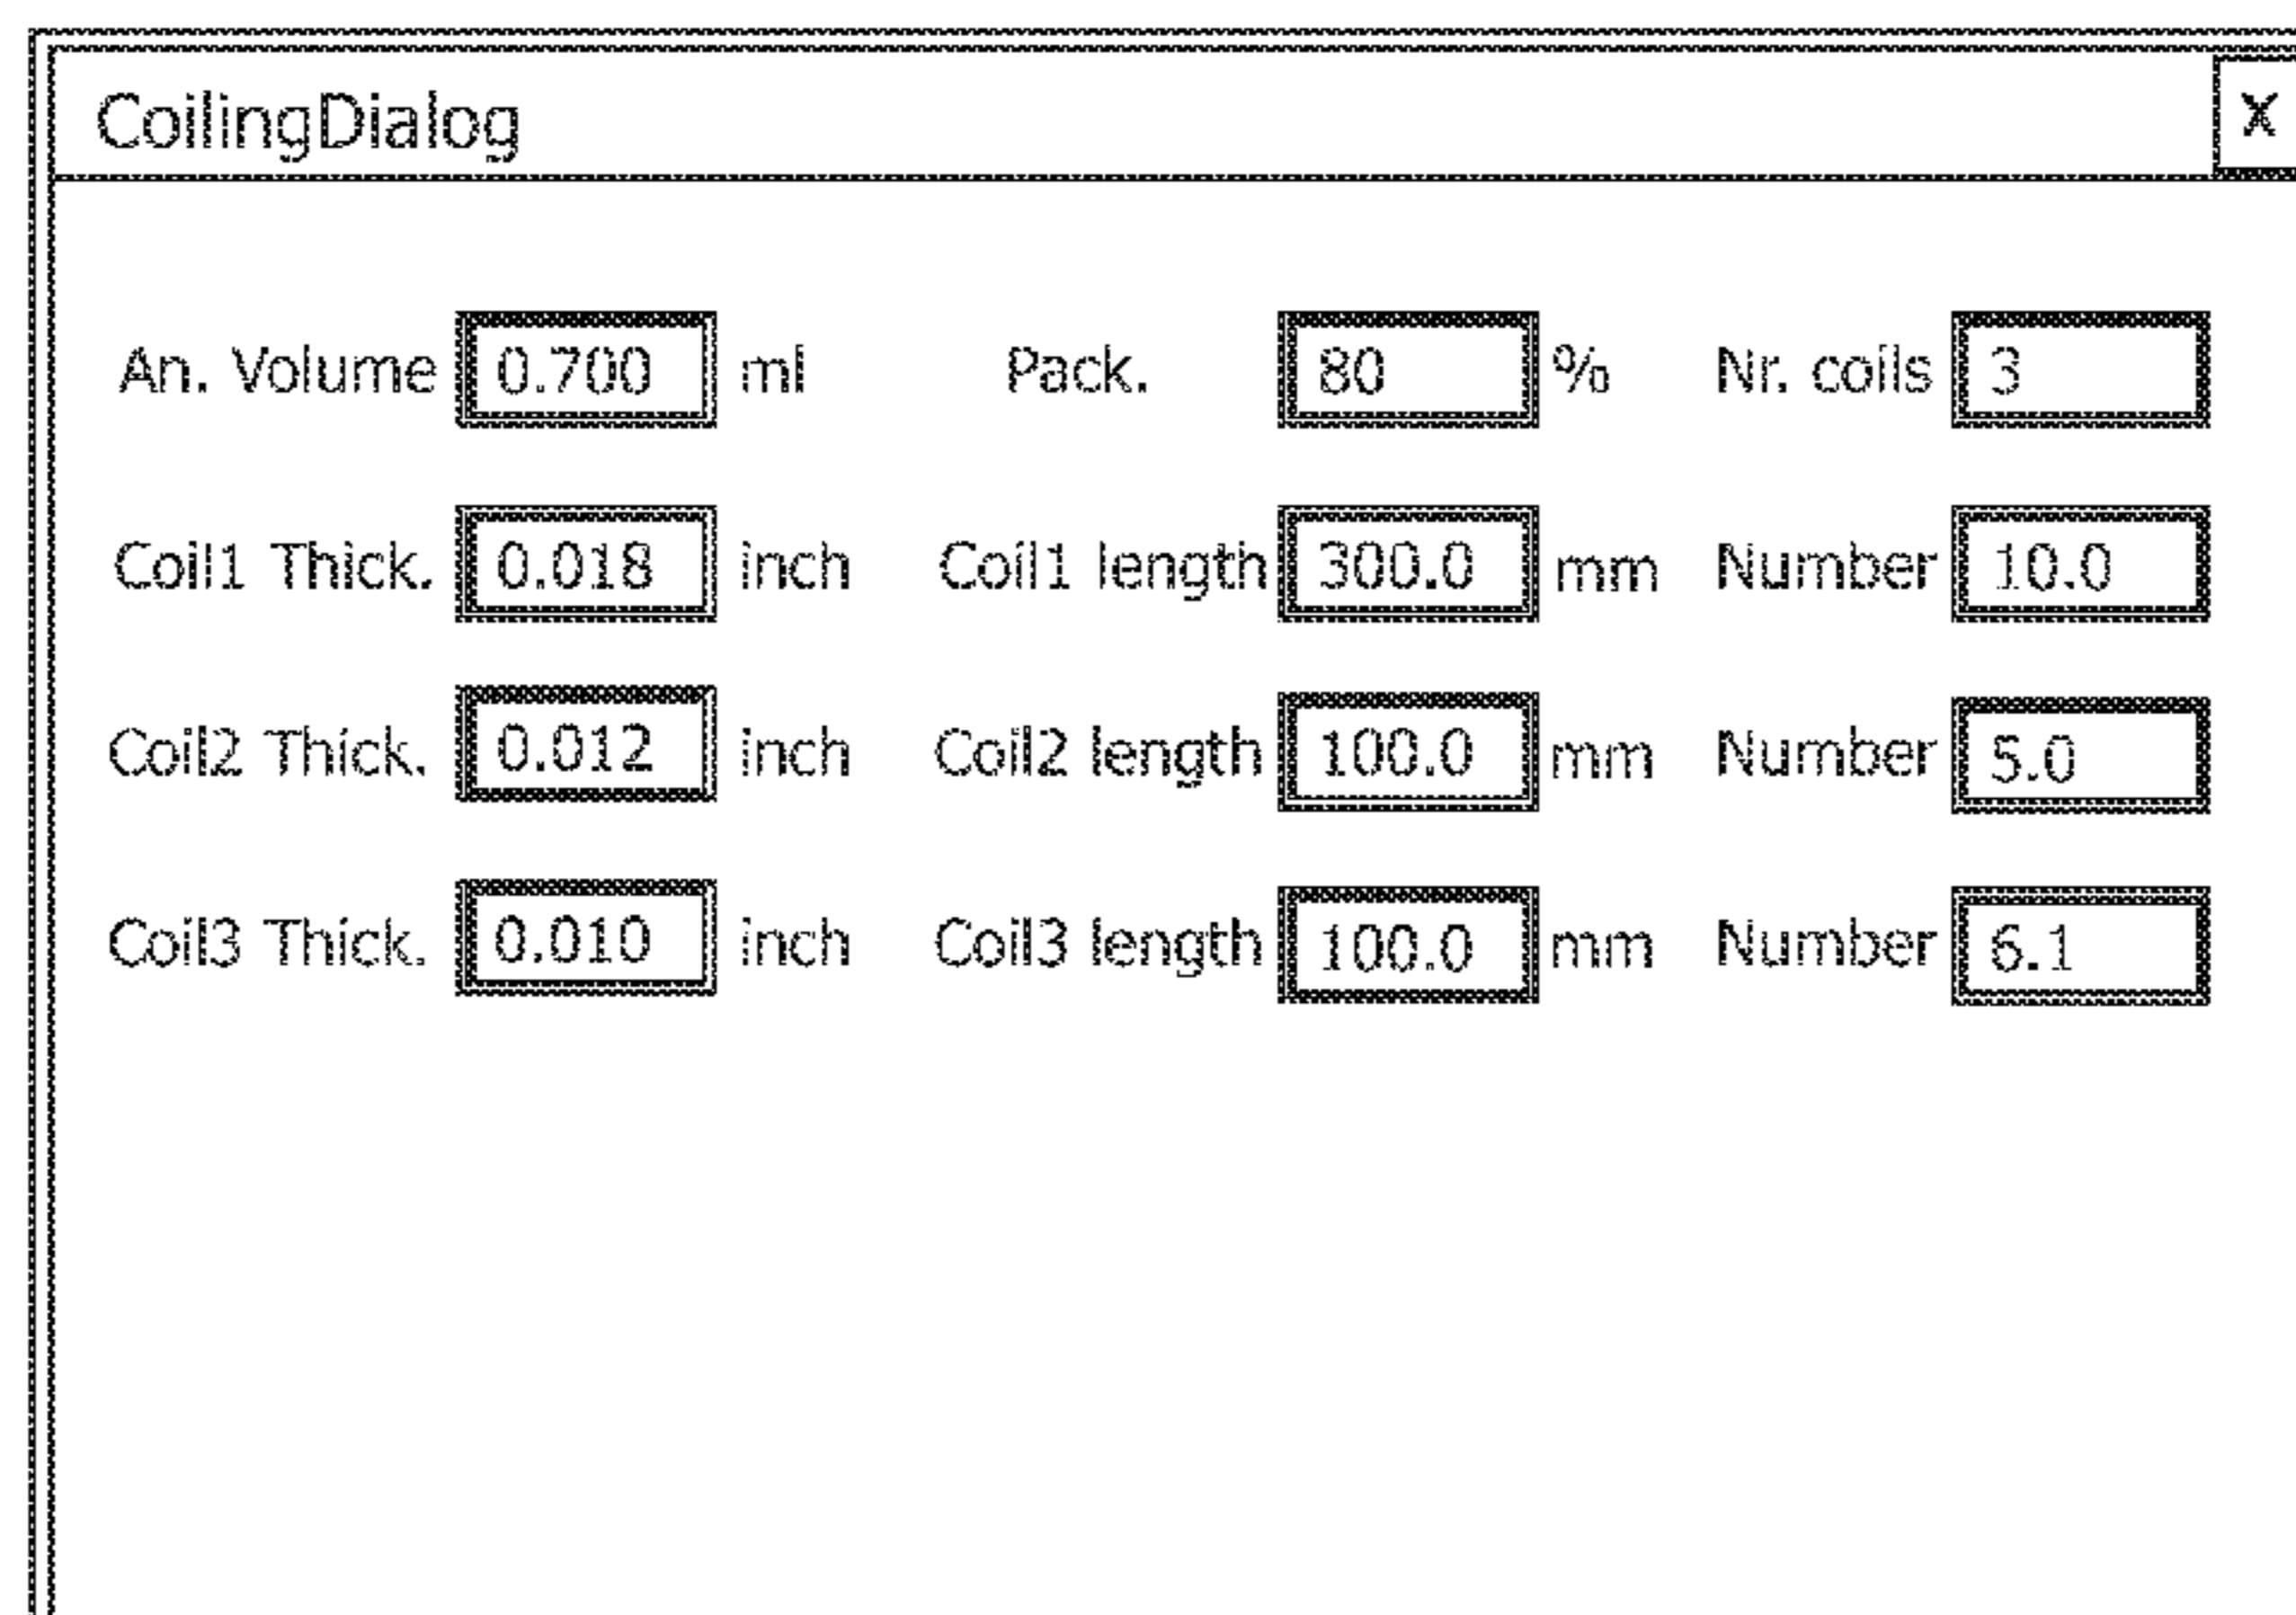 CoilingDialog X
An. Volume 0.700 ml Pack. 80 % Nr. coils 3
Coil1 Thick. 0.018 inch Coil1 length 300.0 mm Number 10.0
Coil2 Thick. 0.012 inch Coil2 length 100.0 mm Number 5.0
Coil3 Thick. 0.010 inch Coil3 length 100.0 mm Number 6.1